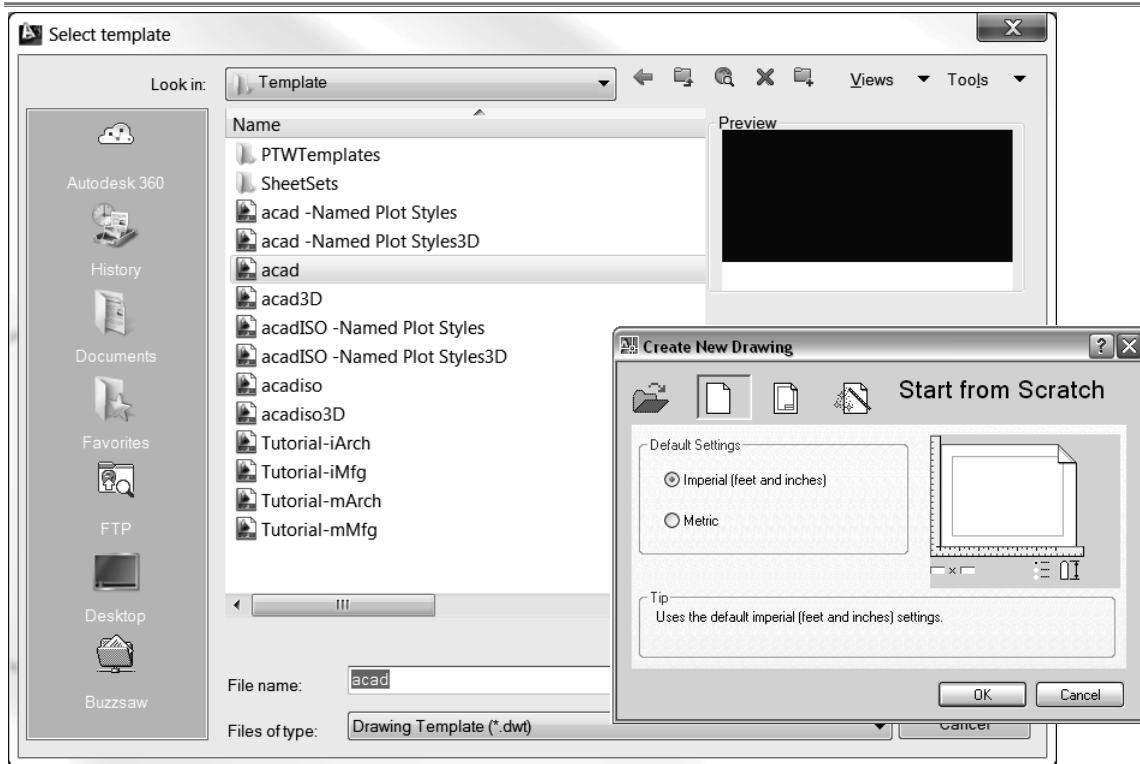 Select template
X
Look in:
Template
Views
Tools
Autodesk 360
History
Documents
Favorites
FTP
Desktop
Buzzsaw
Name
PTWTemplates
SheetSets
acad -Named Plot Styles
acad -Named Plot Styles3D
acad
acad3D
acadISO -Named Plot Styles
acadISO -Named Plot Styles3D
acadiso
acadiso3D
Tutorial-iArch
Tutorial-iMfg
Tutorial-mArch
Tutorial-mMfg
Preview
File name:
acad
Files of type:
Drawing Template (*.dwt)
Cancel
Create New Drawing
? X
Start from Scratch
Default Settings
Imperial (feet and inches)
Metric
Tip
Uses the default imperial (feet and inches) settings.
OK
Cancel